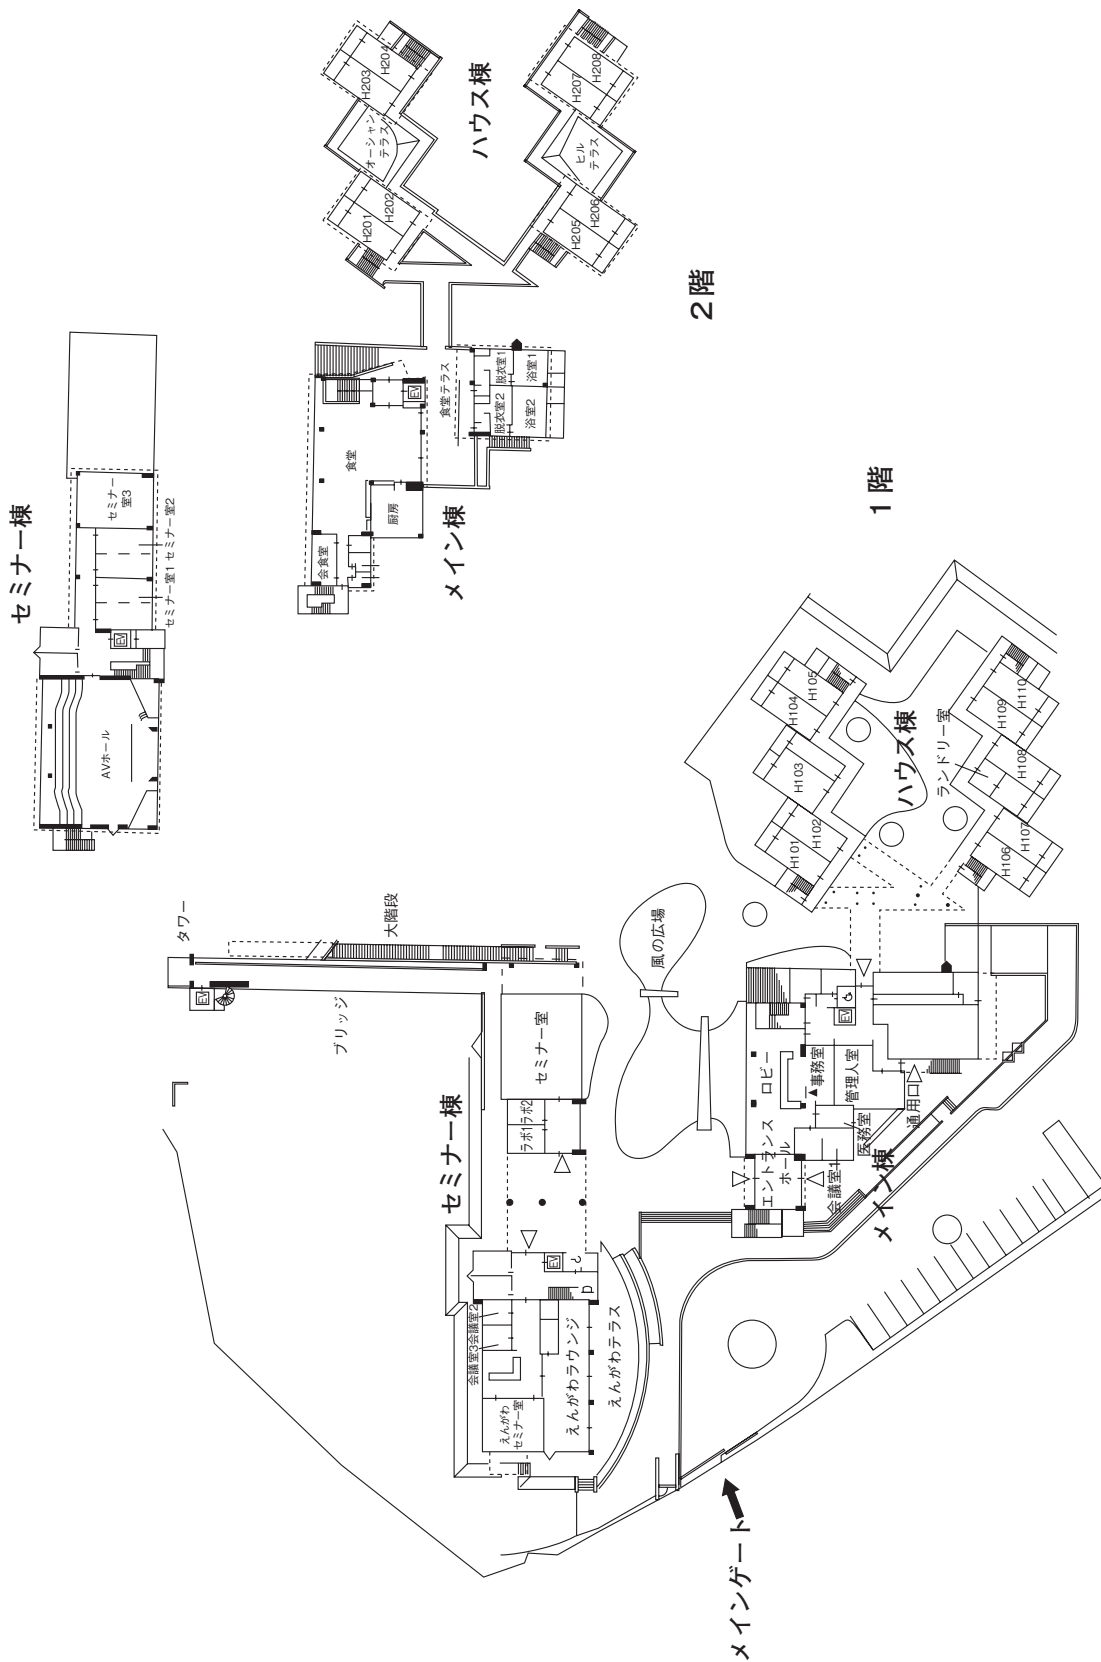 セミナー棟
AVホール
EV
セミナー室1
セミナー室2
セミナー
室3
メイン棟
会食室
厨房
食堂
EV
食堂テラス
脱衣室2
脱衣室1
浴室2
浴室1
ハウス棟
H201
H202
オーシャン
テラス
H203
H204
H205
H206
ヒル
テラス
H207
H208
2階
タワー
EV
ブリッジ
大階段
セミナー棟
えんがわ
セミナー室
会議室3
会議室2
えんがわラウンジ
えんがわテラス
EV
ラボ1
ラボ2
セミナー室
風の広場
メイン棟
エントランス
ホール
ロビー
会議室1
医務室
事務室
管理人室
EV
通用口
ハウス棟
H101
H102
H103
H104
H105
H106
H107
H108
ランドリー室
H109
H110
1階
メインゲート